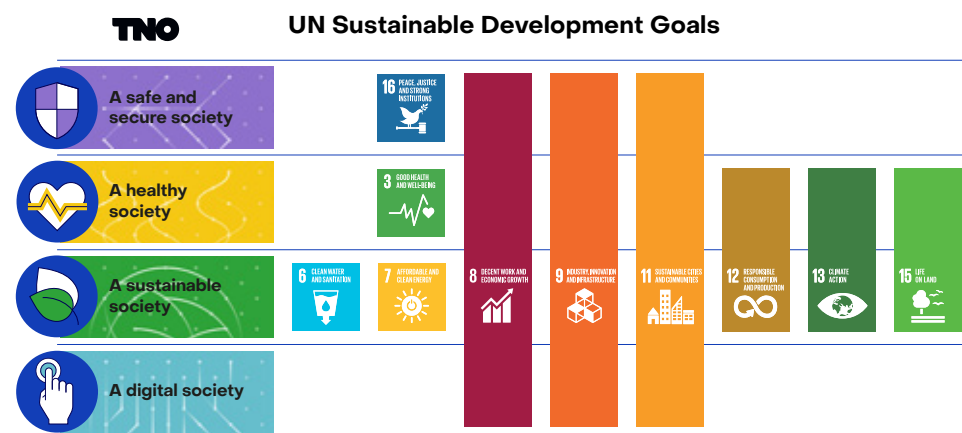 TNO
UN Sustainable Development Goals
A safe and
secure society
16 PEACE, JUSTICE
AND STRONG
INSTITUTIONS
A healthy
society
3 GOOD HEALTH
AND WELL-BEING
A sustainable
society
6 CLEAN WATER
AND SANITATION
7 AFFORDABLE AND
CLEAN ENERGY
8 DECENT WORK AND
ECONOMIC GROWTH
9 INDUSTRY, INNOVATION
AND INFRASTRUCTURE
11 SUSTAINABLE CITIES
AND COMMUNITIES
12 RESPONSIBLE
CONSUMPTION
AND PRODUCTION
13 CLIMATE
ACTION
15 LIFE
ON LAND
A digital society